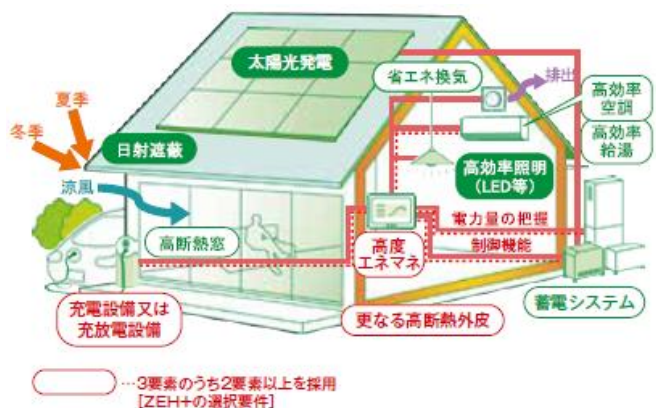 太陽光発電
省エネ換気
排出
高効率
空調
高効率
給湯
夏季
冬季
日射遮蔽
高効率照明
(LED等)
涼風
高断熱窓
電力量の把握
制御機能
高度
エネマネ
充電設備又は
充放電設備
更なる高断熱外皮
蓄電システム
…3要素のうち2要素以上を採用
[ZEH+の選択要件]